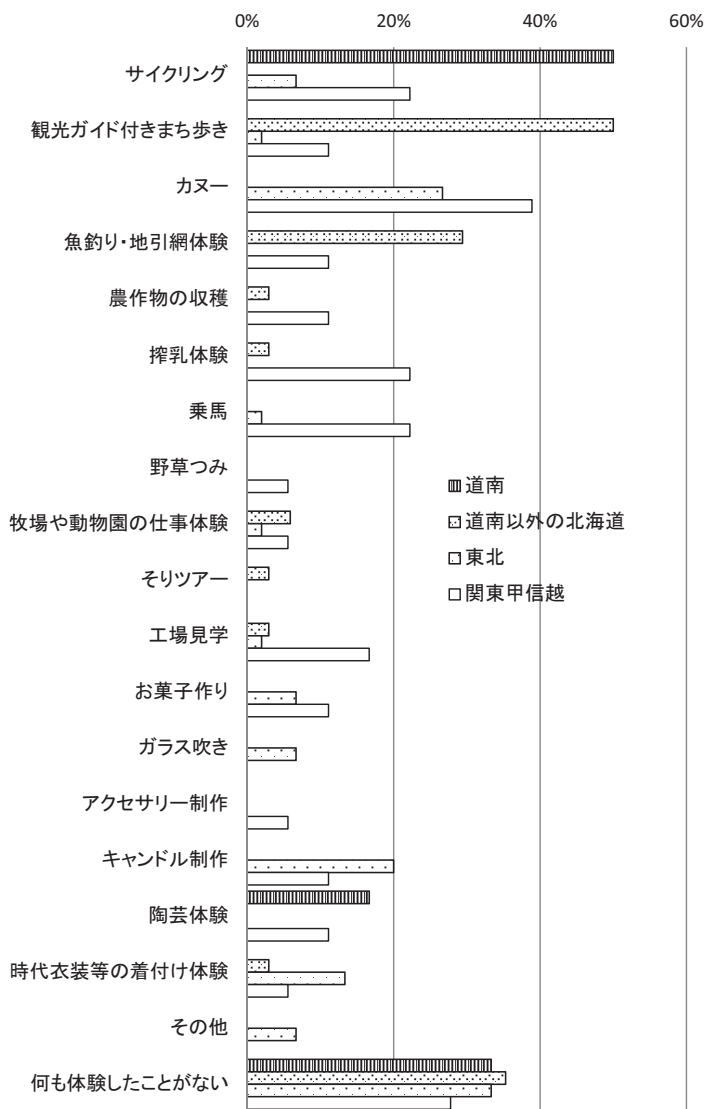 0% 20% 40% 60%
サイクリング
観光ガイド付きまち歩き
カヌー
魚釣り・地引網体験
農作物の収穫
搾乳体験
乗馬
野草つみ
道南
牧場や動物園の仕事体験
道南以外の北海道
東北
そりツアー
関東甲信越
工場見学
お菓子作り
ガラス吹き
アクセサリー制作
キャンドル制作
陶芸体験
時代衣装等の着付け体験
その他
何も体験したことがない